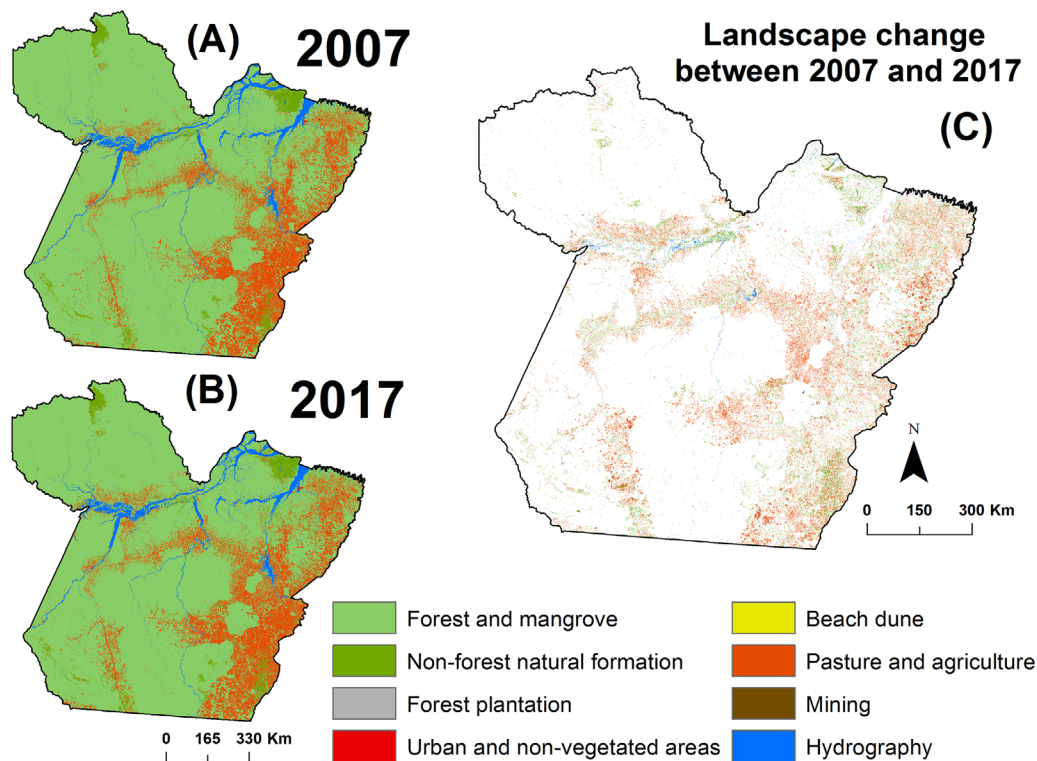 (A)
2007
Landscape change
between 2007 and 2017
(C)
(B)
2017
N
0 150 300 Km
Forest and mangrove
Non-forest natural formation
Forest plantation
Urban and non-vegetated areas
Beach dune
Pasture and agriculture
Mining
Hydrography
0 165 330 Km